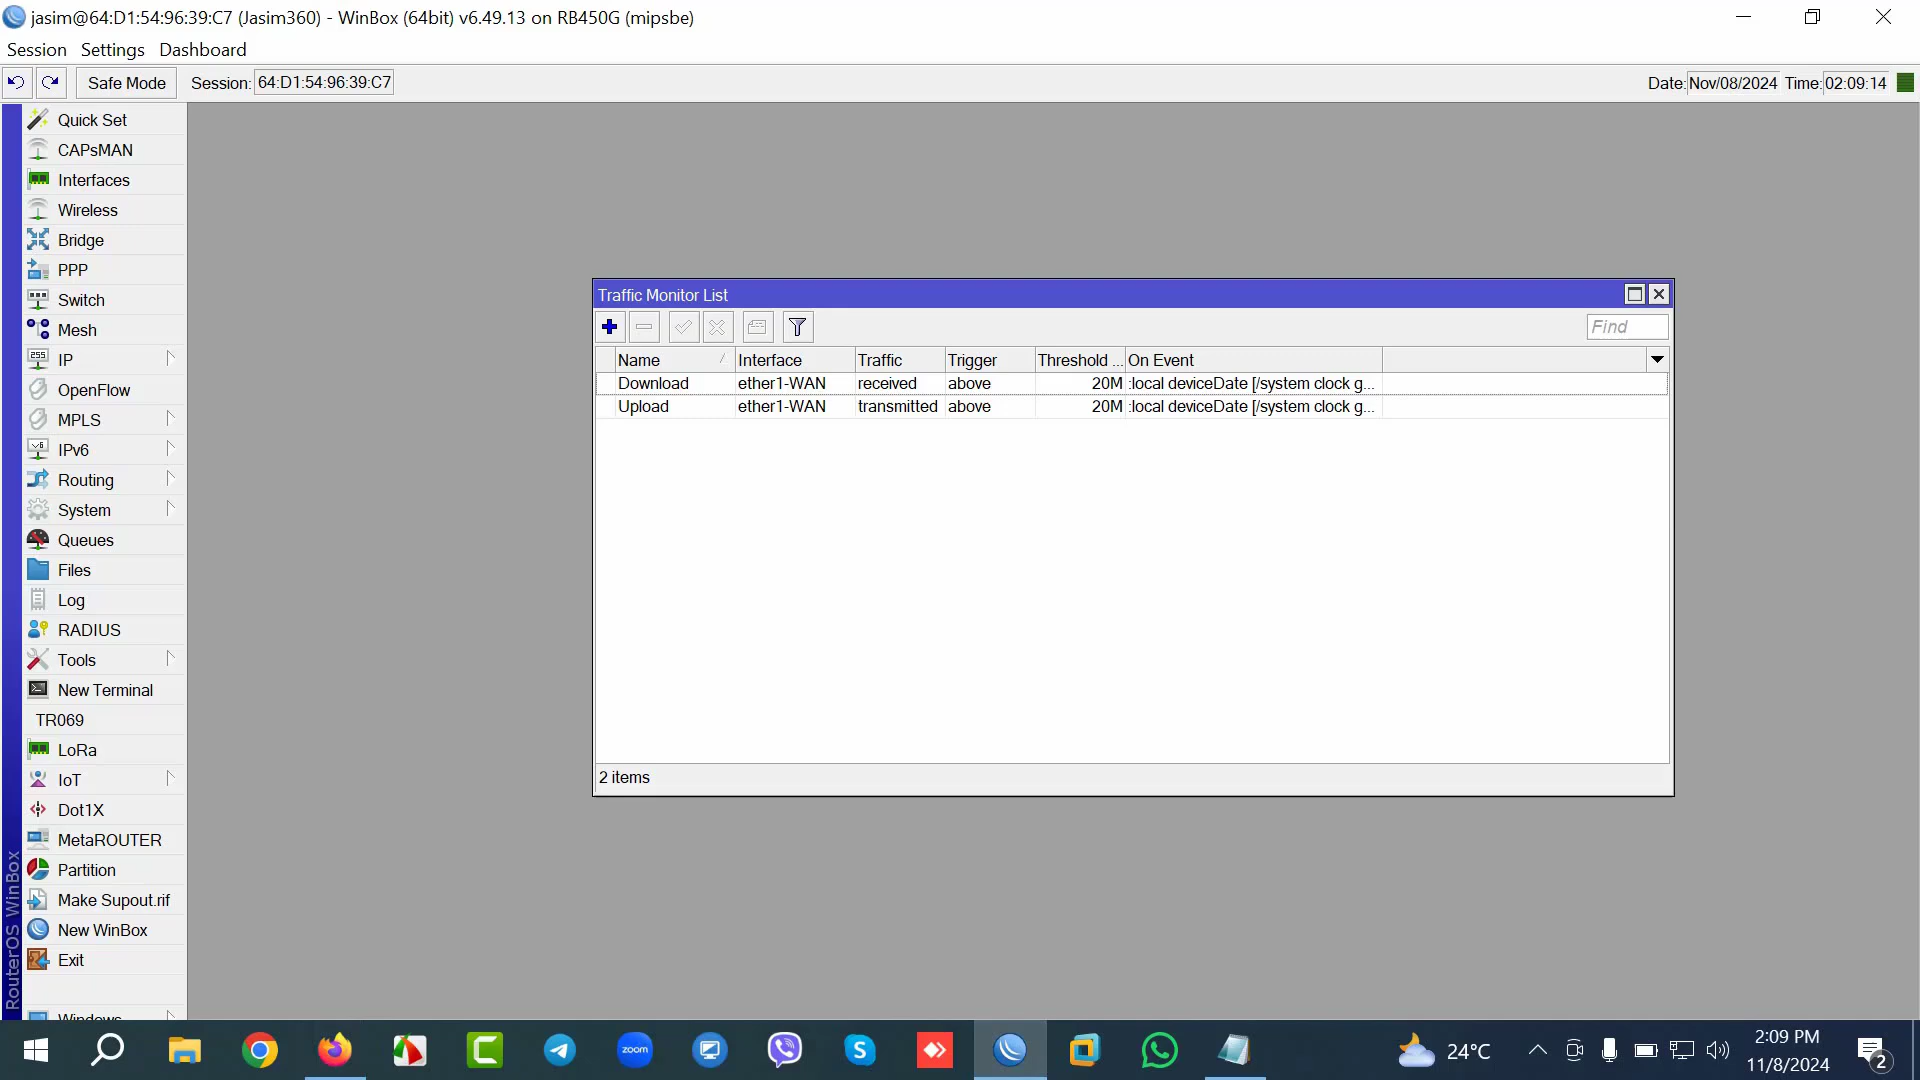 jasim@64:D1:54:96:39:C7 (Jasim360) - WinBox (64bit) v6.49.13 on RB450G (mipsbe)
Session Settings Dashboard
Safe Mode Session: 64:D1:54:96:39:C7 Date: Nov/08/2024 Time: 02:09:14
Quick Set
CAPsMAN
Interfaces
Wireless
Bridge
PPP
Switch
Mesh
255 IP
OpenFlow
MPLS
v6 IPv6
Routing
System
Queues
Files
Log
RADIUS
Tools
New Terminal
TR069
LoRa
IoT
Dot1X
MetaROUTER
Partition
Make Supout.rif
New WinBox
Exit
Windows
RouterOS WinBox
Traffic Monitor List
Find
Name Interface Traffic Trigger Threshold ... On Event
Download ether1-WAN received above 20M :local deviceDate [/system clock g...
Upload ether1-WAN transmitted above 20M :local deviceDate [/system clock g...
2 items
zoom
S
24°C
2:09 PM
11/8/2024
2